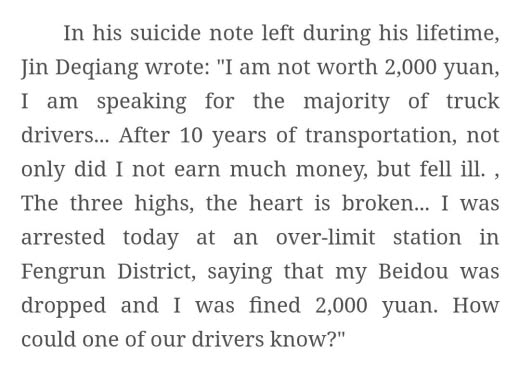 In his suicide note left during his lifetime,
Jin Deqiang wrote: "I am not worth 2,000 yuan,
I am speaking for the majority of truck
drivers... After 10 years of transportation, not
only did I not earn much money, but fell ill. ,
The three highs, the heart is broken... I was
arrested today at an over-limit station in
Fengrun District, saying that my Beidou was
dropped and I was fined 2,000 yuan. How
could one of our drivers know?"